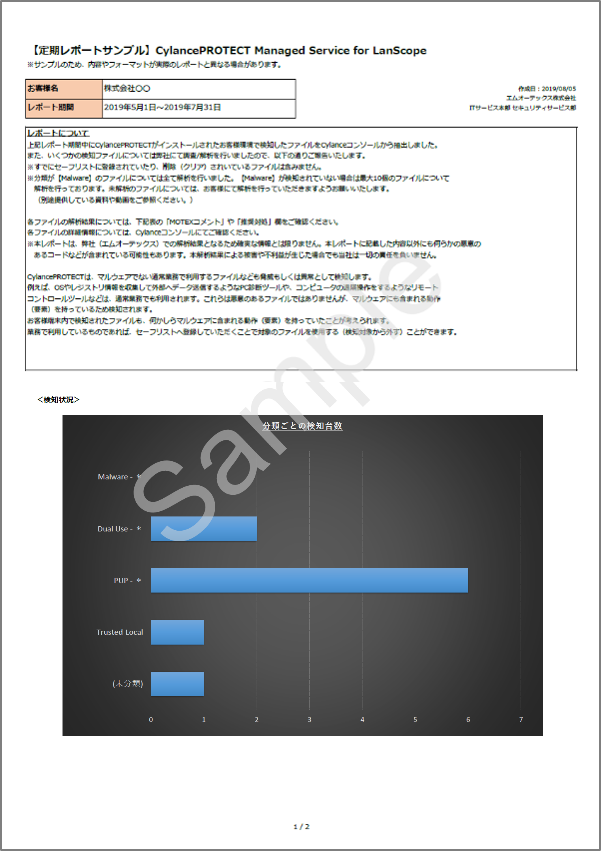 【定期レポートサンプル】CylancePROTECT Managed Service for LanScope
※サンプルのため、内容やフォーマットが実際のレポートと異なる場合があります。
お客様名 株式会社〇〇
レポート期間 2019年5月1日～2019年7月31日
作成日：2019/08/05
エムオーテックス株式会社
ITサービス本部 セキュリティサービス部
レポートについて
上記レポート期間中にCylancePROTECTがインストールされたお客様環境で検知したファイルをCylanceコンソールから抽出しました。
また、いくつかの検知ファイルについては弊社にて調査/解析を行いましたので、以下の通りご報告いたします。
※すでにセーフリストに登録されていたり、削除（クリア）されいているファイルは含みません。
※分類が【Malware】のファイルについては全て解析を行いました。【Malware】が検知されていない場合は最大10個のファイルについて
解析を行っております。未解析のファイルについては、お客様にて解析を行っていただきますようお願いいたします。
（別途提供している資料や動画をご参照ください。）
各ファイルの解析結果については、下記表の「MOTEXコメント」や「推奨対処」欄をご確認ください。
各ファイルの詳細情報については、Cylanceコンソールにてご確認ください。
※本レポートは、弊社（エムオーテックス）での解析結果となるため確実な情報とは限りません。本レポートに記載した内容以外にも何らかの悪意の
あるコードなどが含まれている可能性もあります。本解析結果による被害や不利益が生じた場合でも当社は一切の責任を負いません。
CylancePROTECTは、マルウェアでない通常業務で利用するファイルなども脅威もしくは異常として検知します。
例えば、OSやレジストリ情報を収集して外部へデータ送信するようなPC診断ツールや、コンピュータの遠隔操作をするようなリモート
コントロールツールなどは、通常業務でも利用されます。これらは悪意のあるファイルではありませんが、マルウェアにも含まれる動作
（要素）を持っているため検知されます。
お客様端末内で検知されたファイルも、何かしらマルウェアに含まれる動作（要素）を持っていたことが考えられます。
業務で利用しているものであれば、セーフリストへ登録していただくことで対象のファイルを使用する（検知対象から外す）ことができます。
Sample
＜検知状況＞
分類ごとの検知台数
Malware - *
Dual Use - *
PUP - *
Trusted Local
(未分類)
0 1 2 3 4 5 6 7
1 / 2